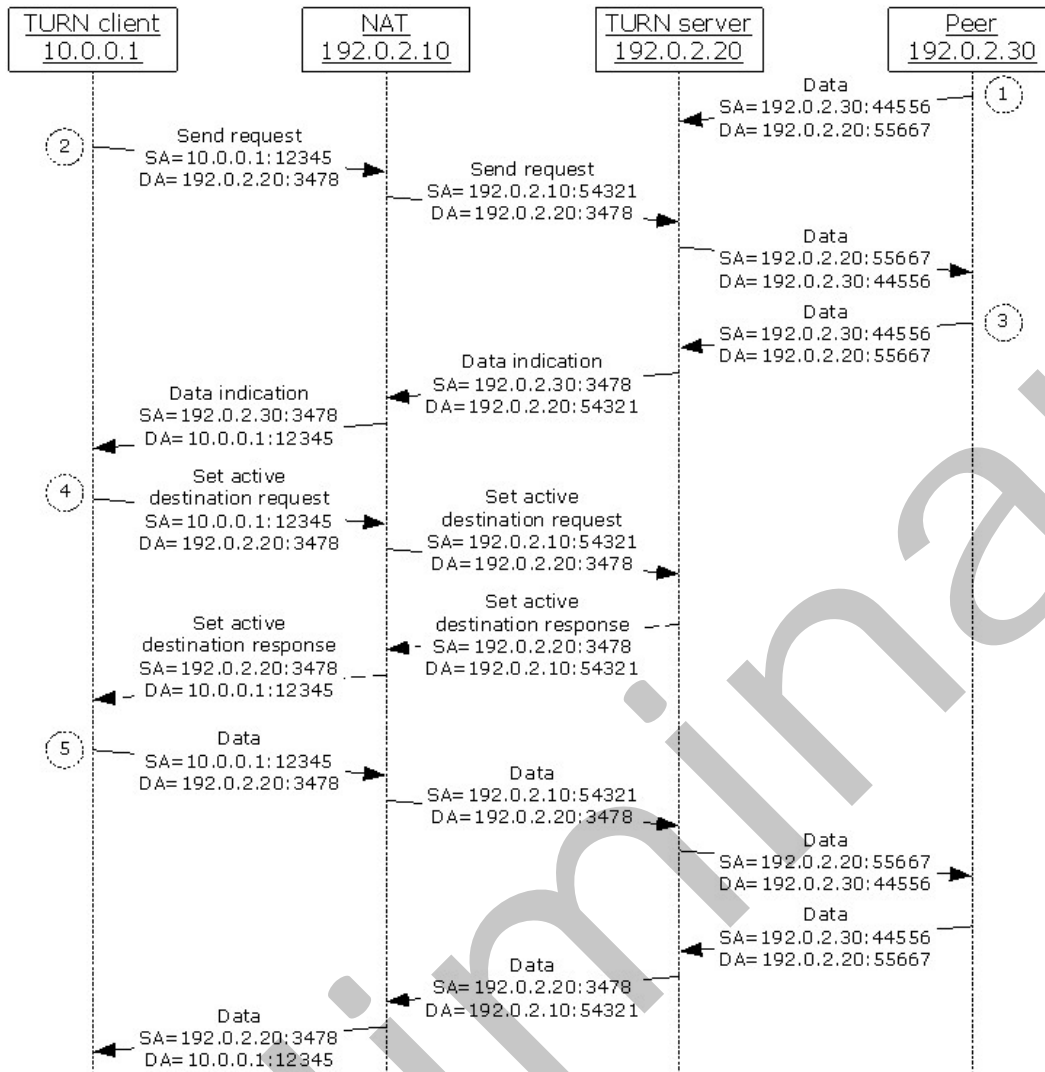 TURN client
10.0.0.1
NAT
192.0.2.10
TURN server
192.0.2.20
Peer
192.0.2.30
1
Data
SA=192.0.2.30:44556
DA=192.0.2.20:55667
2
Send request
SA=10.0.0.1:12345
DA=192.0.2.20:3478
Send request
SA=192.0.2.10:54321
DA=192.0.2.20:3478
Data
SA=192.0.2.20:55667
DA=192.0.2.30:44556
3
Data
SA=192.0.2.30:44556
DA=192.0.2.20:55667
Data indication
SA=192.0.2.30:3478
DA=192.0.2.20:54321
Data indication
SA=192.0.2.30:3478
DA=10.0.0.1:12345
4
Set active
destination request
SA=10.0.0.1:12345
DA=192.0.2.20:3478
Set active
destination request
SA=192.0.2.10:54321
DA=192.0.2.20:3478
Set active
destination response
SA=192.0.2.20:3478
DA=192.0.2.10:54321
Set active
destination response
SA=192.0.2.20:3478
DA=10.0.0.1:12345
5
Data
SA=10.0.0.1:12345
DA=192.0.2.20:3478
Data
SA=192.0.2.10:54321
DA=192.0.2.20:3478
Data
SA=192.0.2.20:55667
DA=192.0.2.30:44556
Data
SA=192.0.2.30:44556
DA=192.0.2.20:55667
Data
SA=192.0.2.20:3478
DA=192.0.2.10:54321
Data
SA=192.0.2.20:3478
DA=10.0.0.1:12345